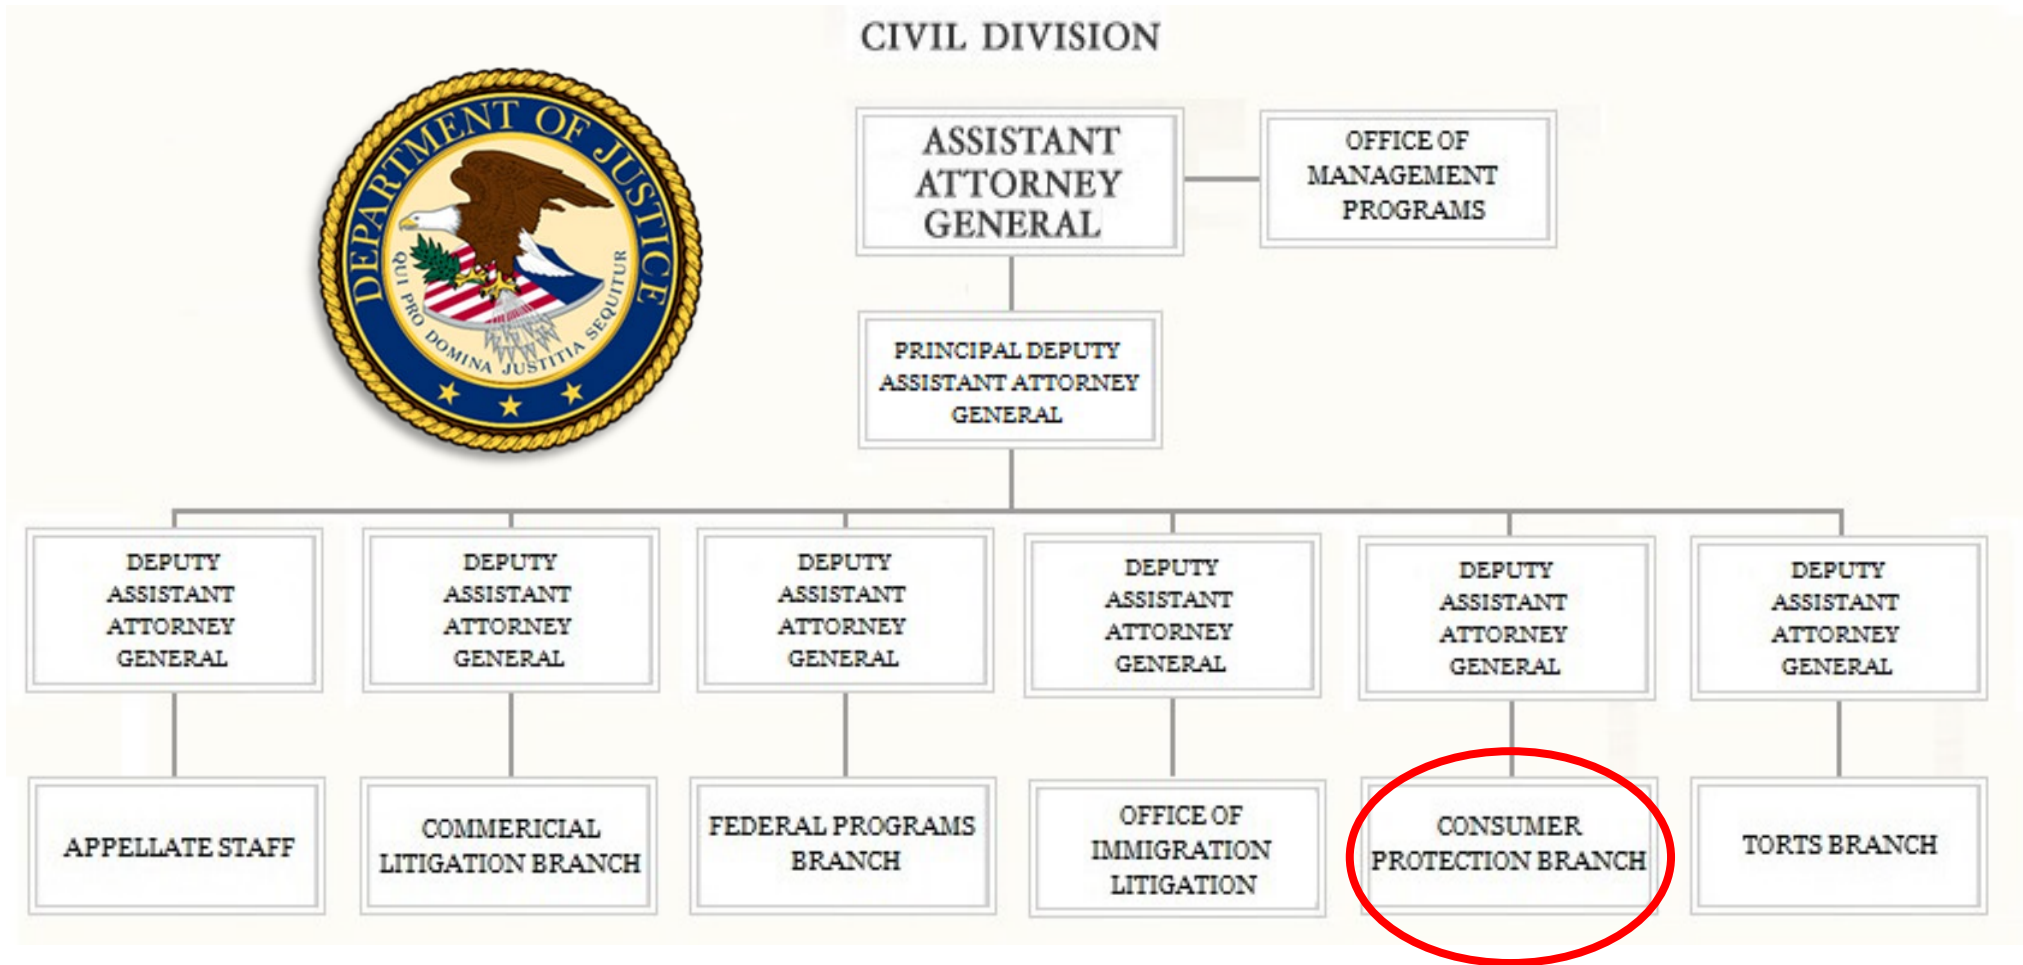 CIVIL DIVISION
DEPARTMENT OF JUSTICE
QUI PRO DOMINA JUSTITIA SEQUITUR
ASSISTANT
ATTORNEY
GENERAL
OFFICE OF
MANAGEMENT
PROGRAMS
PRINCIPAL DEPUTY
ASSISTANT ATTORNEY
GENERAL
DEPUTY
ASSISTANT
ATTORNEY
GENERAL
DEPUTY
ASSISTANT
ATTORNEY
GENERAL
DEPUTY
ASSISTANT
ATTORNEY
GENERAL
DEPUTY
ASSISTANT
ATTORNEY
GENERAL
DEPUTY
ASSISTANT
ATTORNEY
GENERAL
DEPUTY
ASSISTANT
ATTORNEY
GENERAL
APPELLATE STAFF
COMMERICIAL
LITIGATION BRANCH
FEDERAL PROGRAMS
BRANCH
OFFICE OF
IMMIGRATION
LITIGATION
CONSUMER
PROTECTION BRANCH
TORTS BRANCH